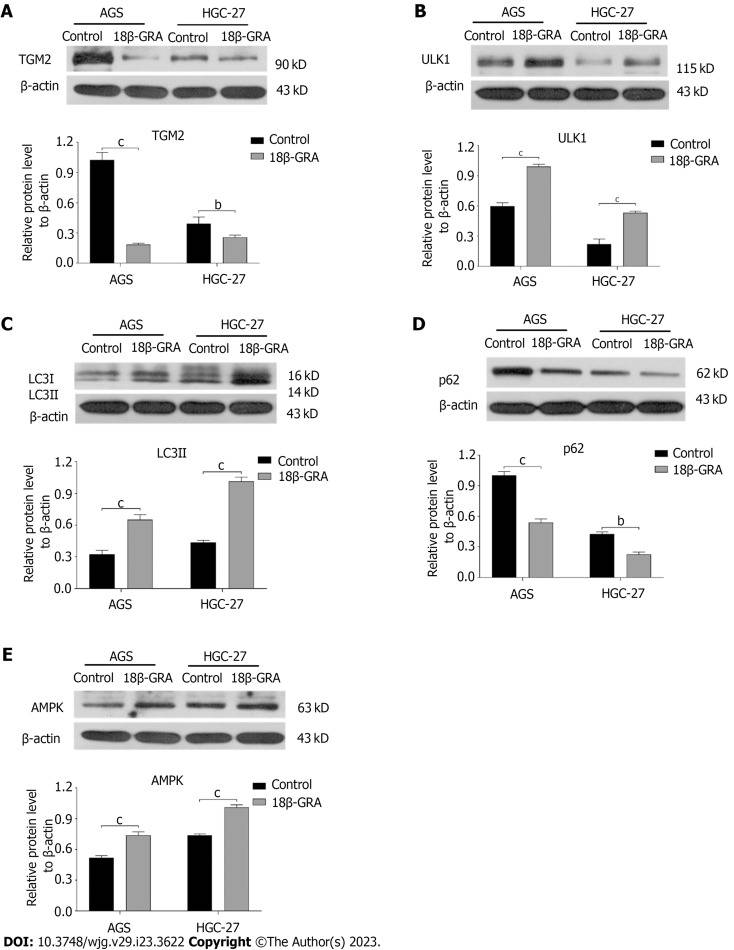 A
AGS HGC-27
Control 18β-GRA Control 18β-GRA
TGM2 90 kD
β-actin 43 kD
TGM2
Control
18β-GRA
Relative protein level
to β-actin
1.2
0.9
0.6
0.3
0.0
c
b
AGS HGC-27
B
AGS HGC-27
Control 18β-GRA Control 18β-GRA
ULK1 115 kD
β-actin 43 kD
ULK1
Control
18β-GRA
Relative protein level
to β-actin
1.2
0.9
0.6
0.3
0.0
c
c
AGS HGC-27
C
AGS HGC-27
Control 18β-GRA Control 18β-GRA
LC3I 16 kD
LC3II 14 kD
β-actin 43 kD
LC3II
Control
18β-GRA
Relative protein level
to β-actin
1.2
0.9
0.6
0.3
0.0
c
c
AGS HGC-27
D
AGS HGC-27
Control 18β-GRA Control 18β-GRA
p62 62 kD
β-actin 43 kD
p62
Control
18β-GRA
Relative protein level
to β-actin
1.2
0.9
0.6
0.3
0.0
c
b
AGS HGC-27
E
AGS HGC-27
Control 18β-GRA Control 18β-GRA
AMPK 63 kD
β-actin 43 kD
AMPK
Control
18β-GRA
Relative protein level
to β-actin
1.2
0.9
0.6
0.3
0.0
c
c
AGS HGC-27
DOI: 10.3748/wjg.v29.i23.3622 Copyright ©The Author(s) 2023.